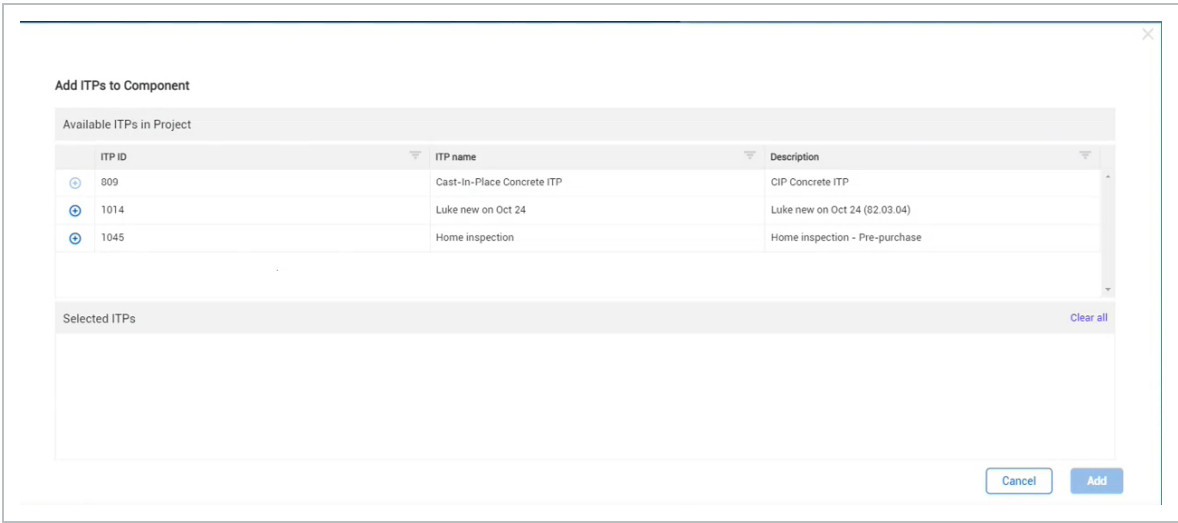 Add ITPs to Component
Available ITPs in Project
ITP ID ITP name Description
809 Cast-In-Place Concrete ITP CIP Concrete ITP
1014 Luke new on Oct 24 Luke new on Oct 24 (82.03.04)
1045 Home inspection Home inspection - Pre-purchase
Selected ITPs Clear all
Cancel Add